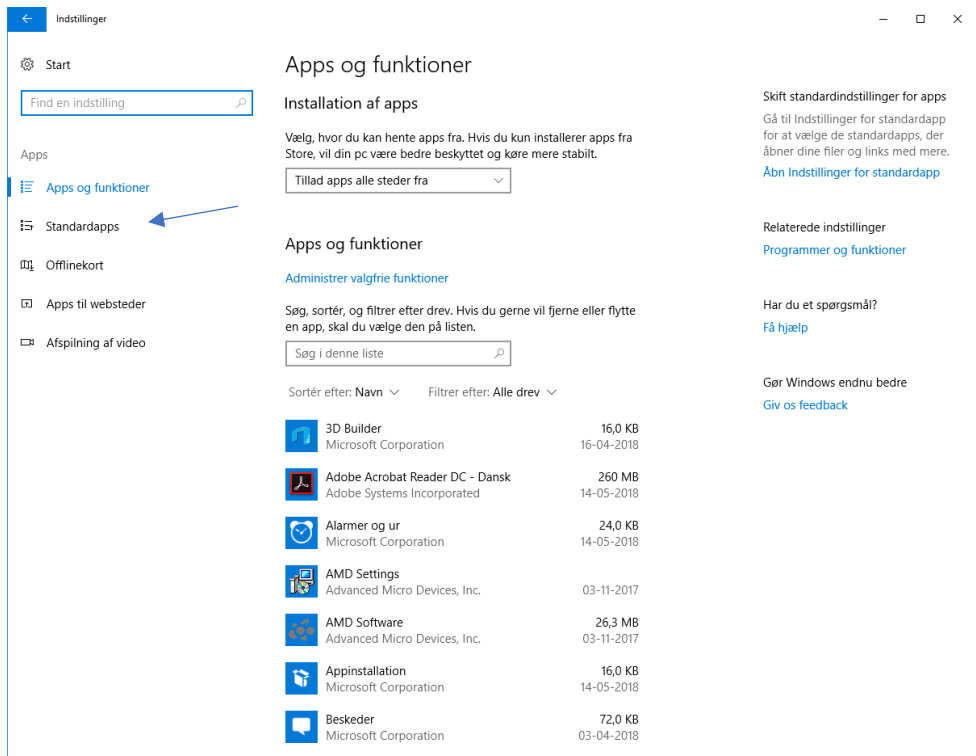 Indstillinger
Start
Find en indstilling
Apps
Apps og funktioner
Standardapps
Offlinekort
Apps til websteder
Afspilning af video
Apps og funktioner
Installation af apps
Vælg, hvor du kan hente apps fra. Hvis du kun installerer apps fra
Store, vil din pc være bedre beskyttet og køre mere stabilt.
Tillad apps alle steder fra
Apps og funktioner
Administrer valgfrie funktioner
Søg, sortér, og filtrer efter drev. Hvis du gerne vil fjerne eller flytte
en app, skal du vælge den på listen.
Søg i denne liste
Sortér efter: Navn Filtrer efter: Alle drev
3D Builder 16,0 KB
Microsoft Corporation 16-04-2018
Adobe Acrobat Reader DC - Dansk 260 MB
Adobe Systems Incorporated 14-05-2018
Alarmer og ur 24,0 KB
Microsoft Corporation 14-05-2018
AMD Settings
Advanced Micro Devices, Inc. 03-11-2017
AMD Software 26,3 MB
Advanced Micro Devices, Inc. 03-11-2017
Appinstallation 16,0 KB
Microsoft Corporation 14-05-2018
Beskeder 72,0 KB
Microsoft Corporation 03-04-2018
Skift standardindstillinger for apps
Gå til Indstillinger for standardapp
for at vælge de standardapps, der
åbner dine filer og links med mere.
Åbn Indstillinger for standardapp
Relaterede indstillinger
Programmer og funktioner
Har du et spørgsmål?
Få hjælp
Gør Windows endnu bedre
Giv os feedback